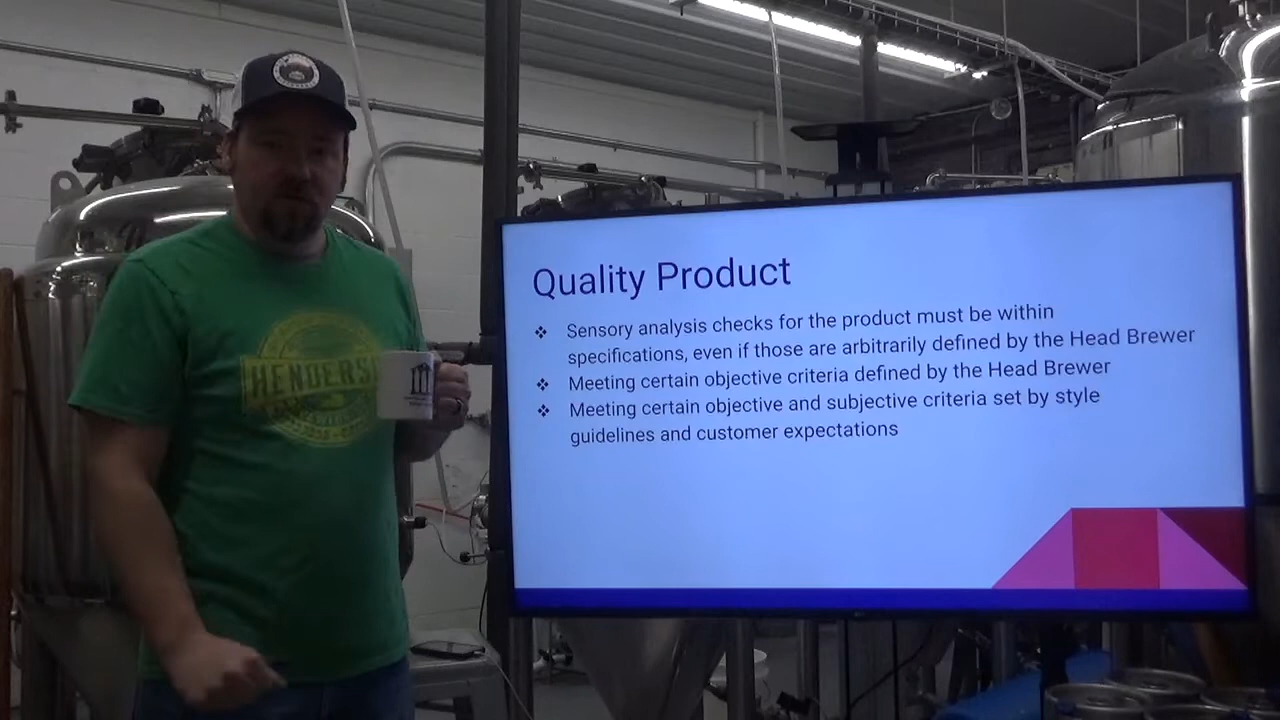 Quality Product
❖ Sensory analysis checks for the product must be within
specifications, even if those are arbitrarily defined by the Head Brewer
❖ Meeting certain objective criteria defined by the Head Brewer
❖ Meeting certain objective and subjective criteria set by style
guidelines and customer expectations
HENDERS